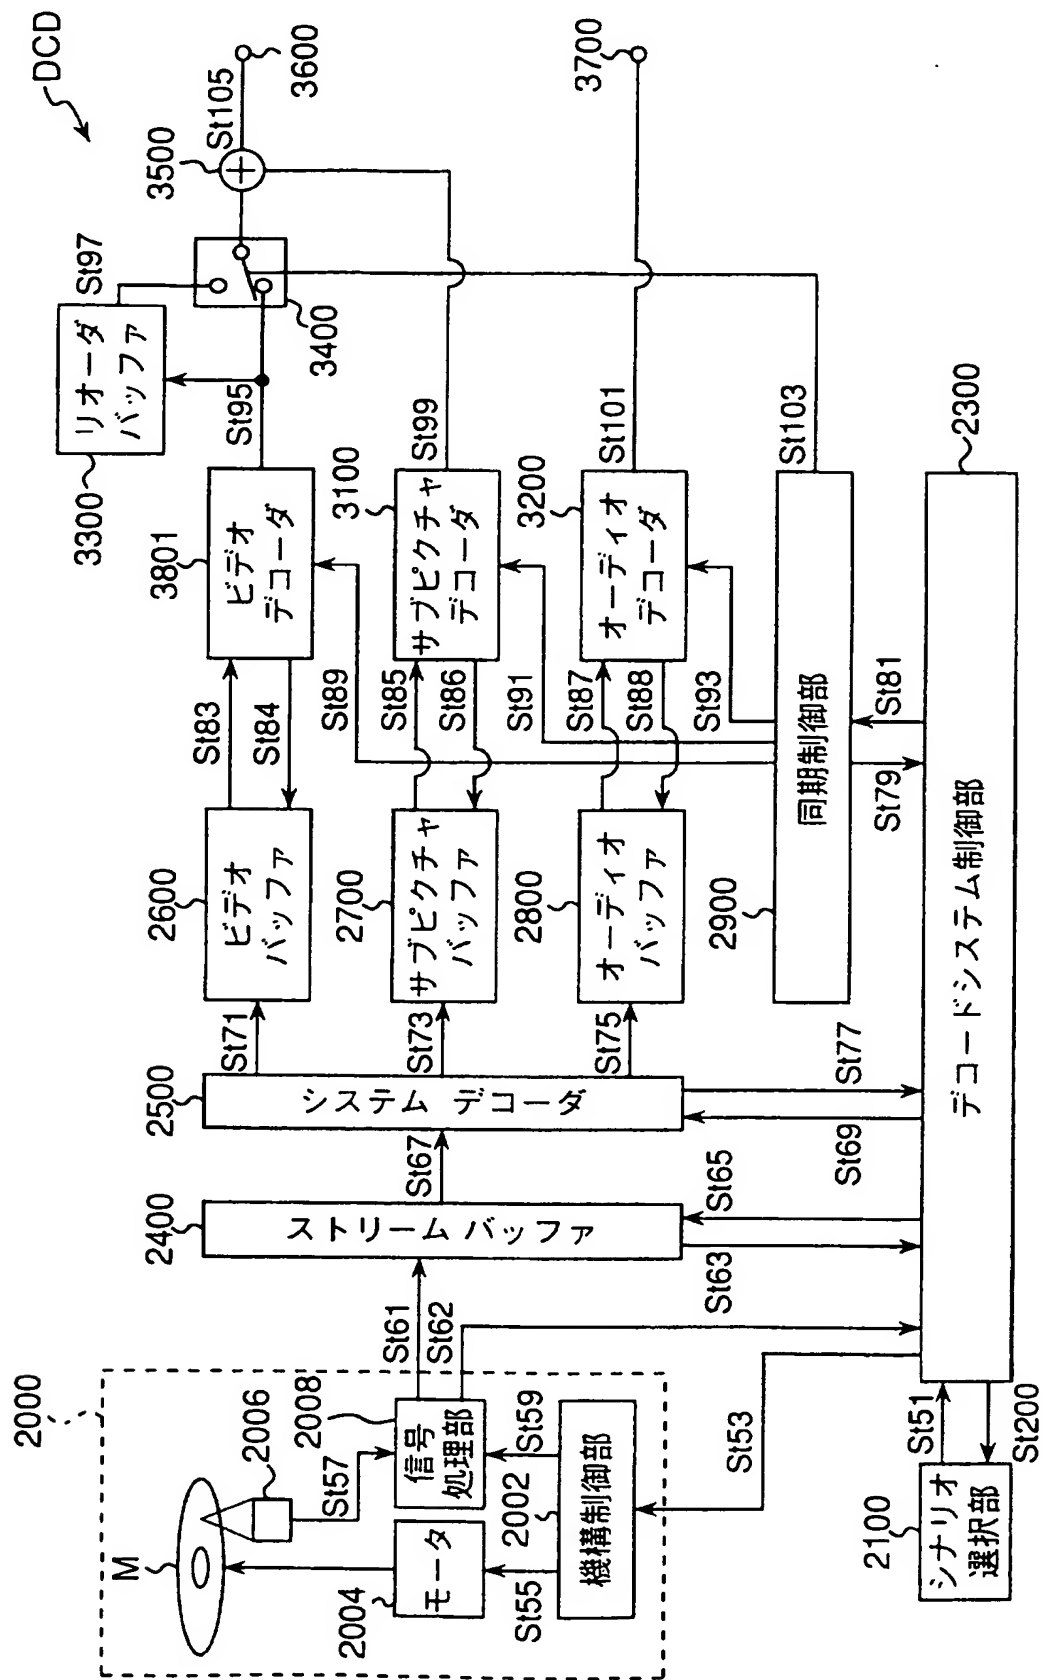 DCD
2000
M
2006
2008
2004
2002
モータ
信号
処理部
機構制御部
St57
St55
St59
St61
St62
St53
2100
シナリオ
選択部
St51
St200
2400
ストリーム バッファ
St63
St65
St67
2500
システム デコーダ
St69
St77
St71
St73
St75
2600
ビデオ
バッファ
2700
サブピクチャ
バッファ
2800
オーディオ
バッファ
2900
同期制御部
St79
St81
2300
デコードシステム制御部
St83
St84
St89
St85
St86
St91
St87
St88
St93
3801
ビデオ
デコーダ
3100
サブピクチャ
デコーダ
3200
オーディオ
デコーダ
St95
St99
St101
St103
3300
リオーダ
バッファ
St97
3400
3500
St105
3600
3700